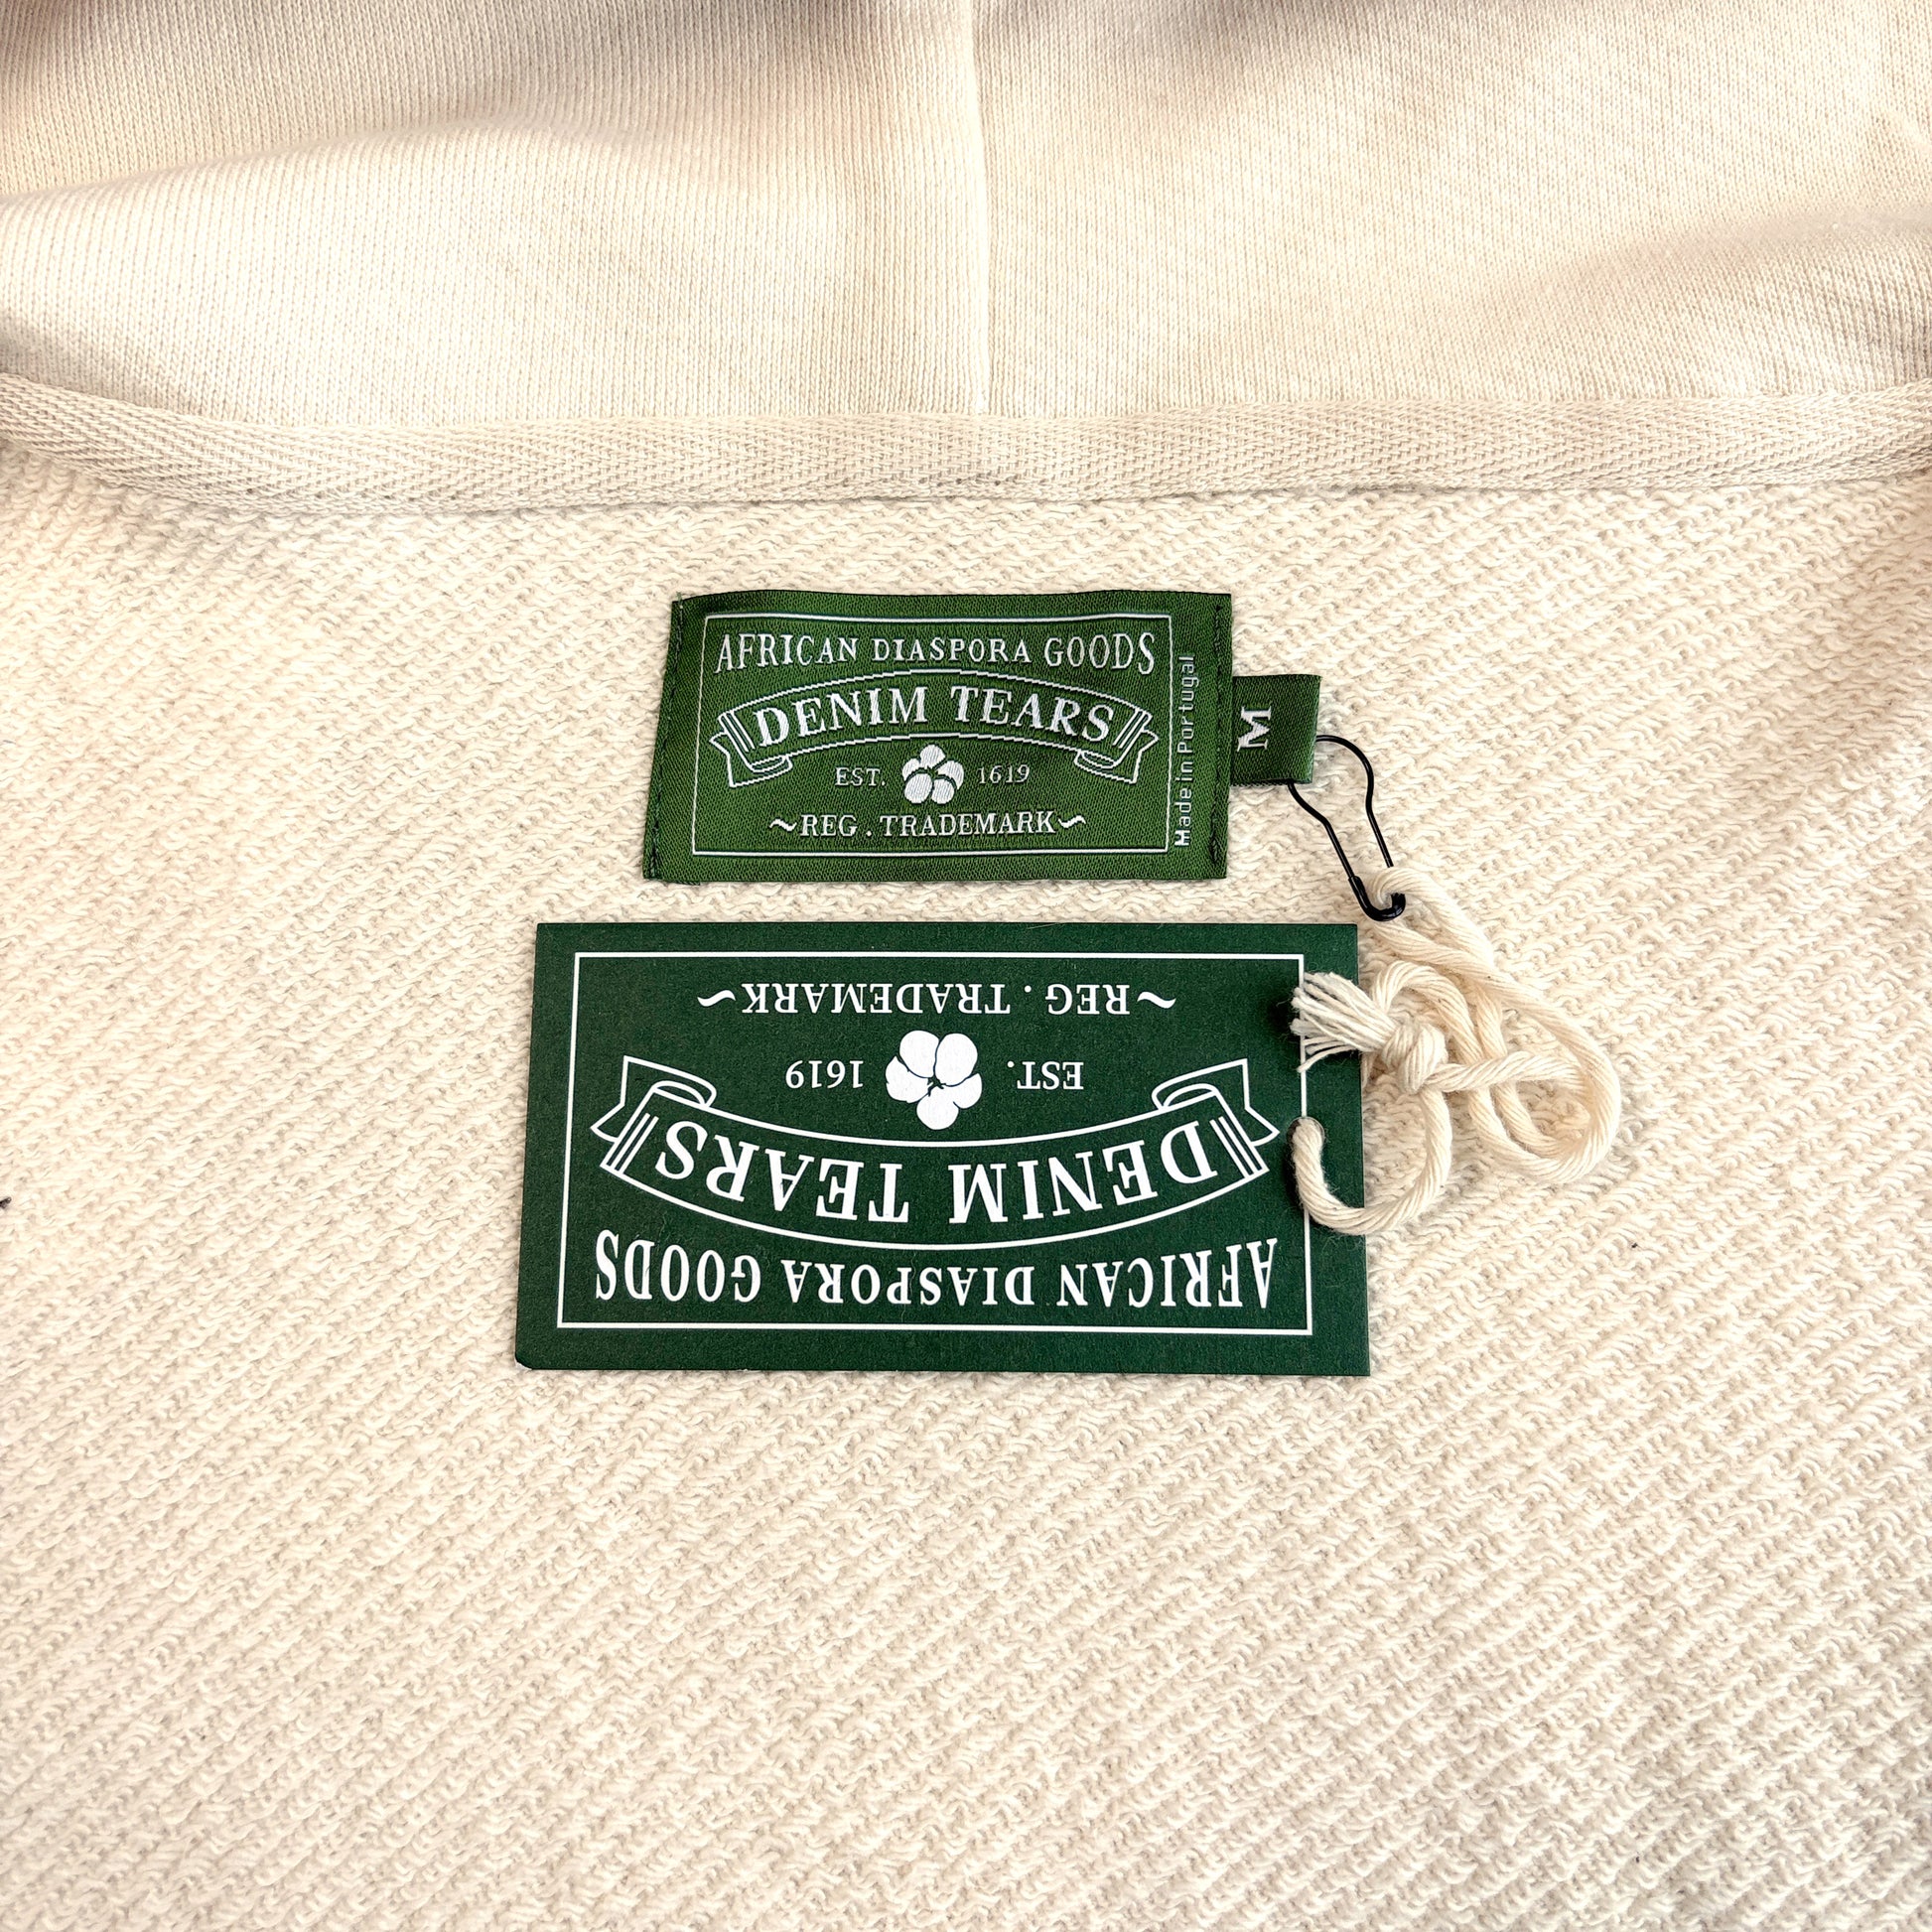 AFRICAN DIASPORA GOODS
DENIM TEARS
EST. 1619
~REG. TRADEMARK~
Made in Portugal
M
AFRICAN DIASPORA GOODS
DENIM TEARS
EST. 1619
~REG. TRADEMARK~